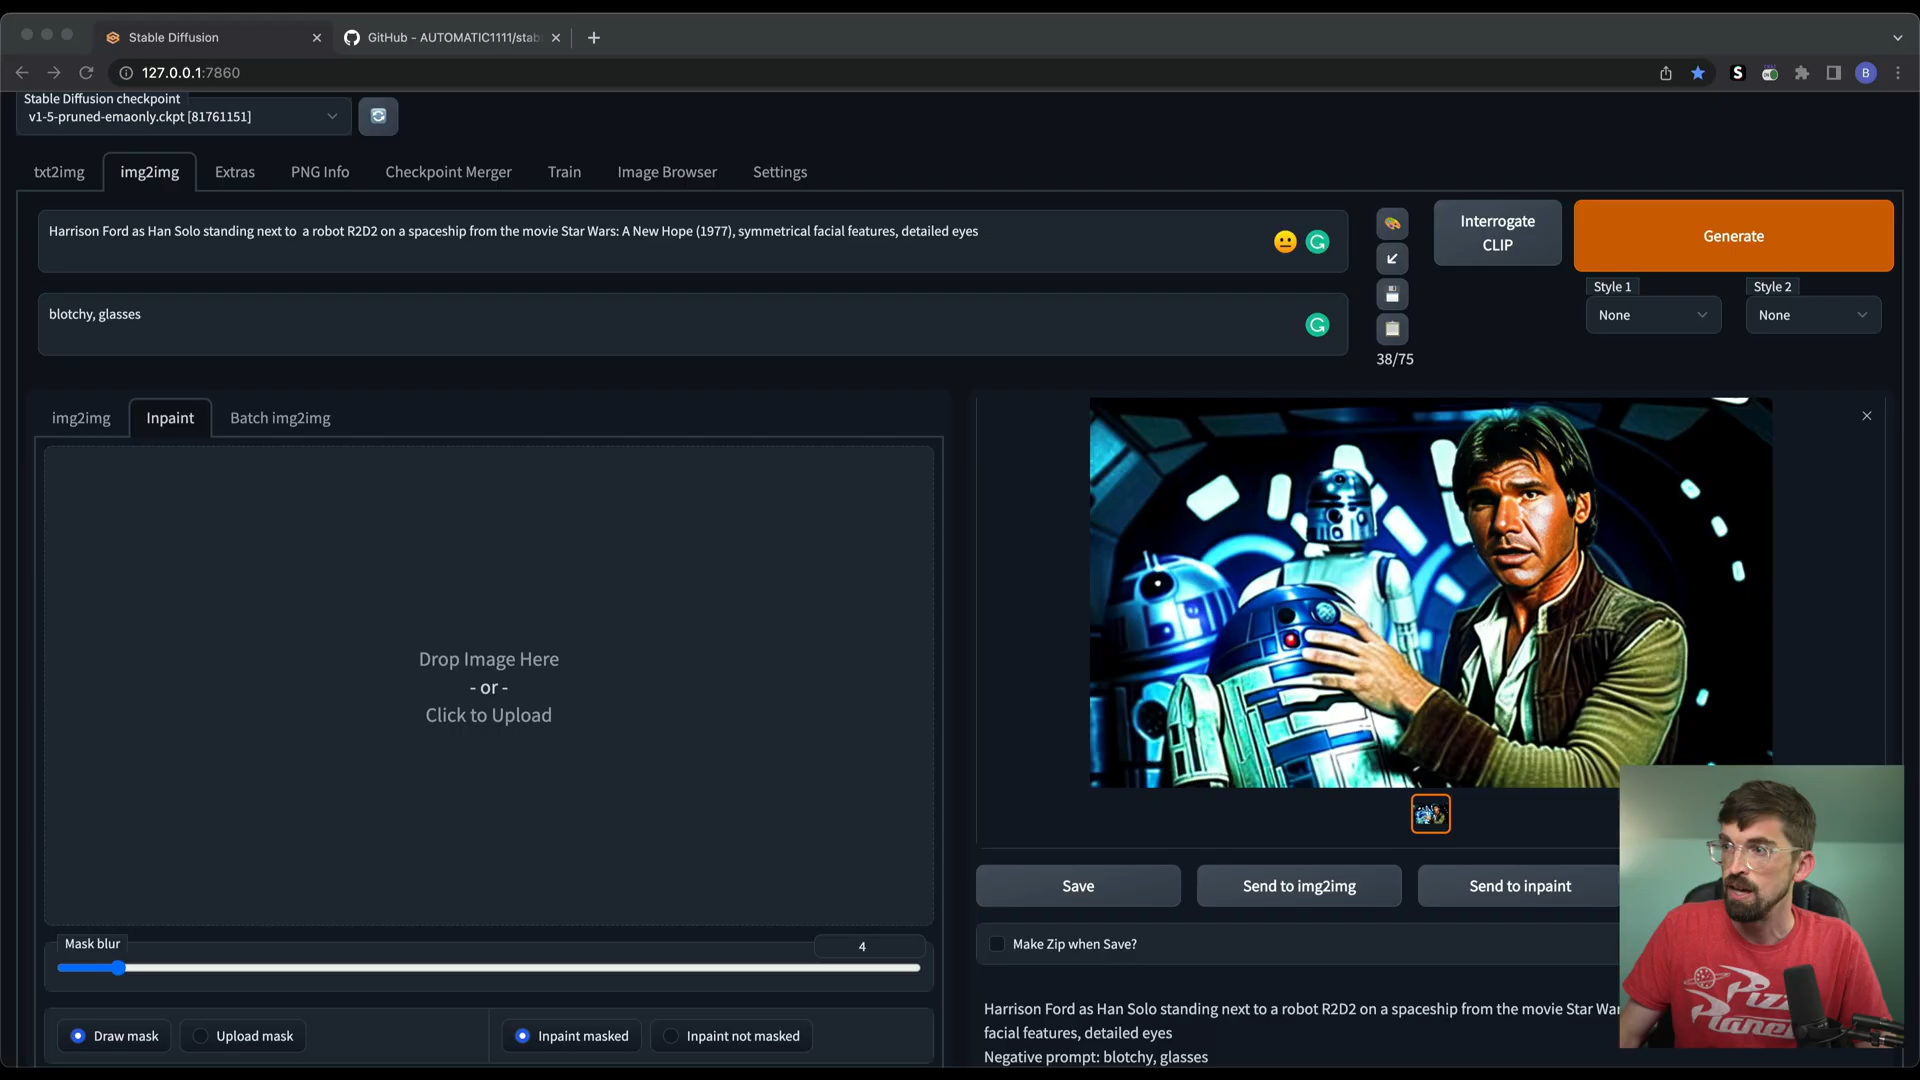 Stable Diffusion
GitHub - AUTOMATIC1111/stab
127.0.0.1:7860
Stable Diffusion checkpoint
v1-5-pruned-emaonly.ckpt [81761151]
txt2img
img2img
Extras
PNG Info
Checkpoint Merger
Train
Image Browser
Settings
Harrison Ford as Han Solo standing next to  a robot R2D2 on a spaceship from the movie Star Wars: A New Hope (1977), symmetrical facial features, detailed eyes
Interrogate
CLIP
Generate
Style 1
None
Style 2
None
blotchy, glasses
38/75
img2img
Inpaint
Batch img2img
Drop Image Here
- or -
Click to Upload
Save
Send to img2img
Send to inpaint
Mask blur
4
Make Zip when Save?
Draw mask
Upload mask
Inpaint masked
Inpaint not masked
Harrison Ford as Han Solo standing next to a robot R2D2 on a spaceship from the movie Star War
facial features, detailed eyes
Negative prompt: blotchy, glasses